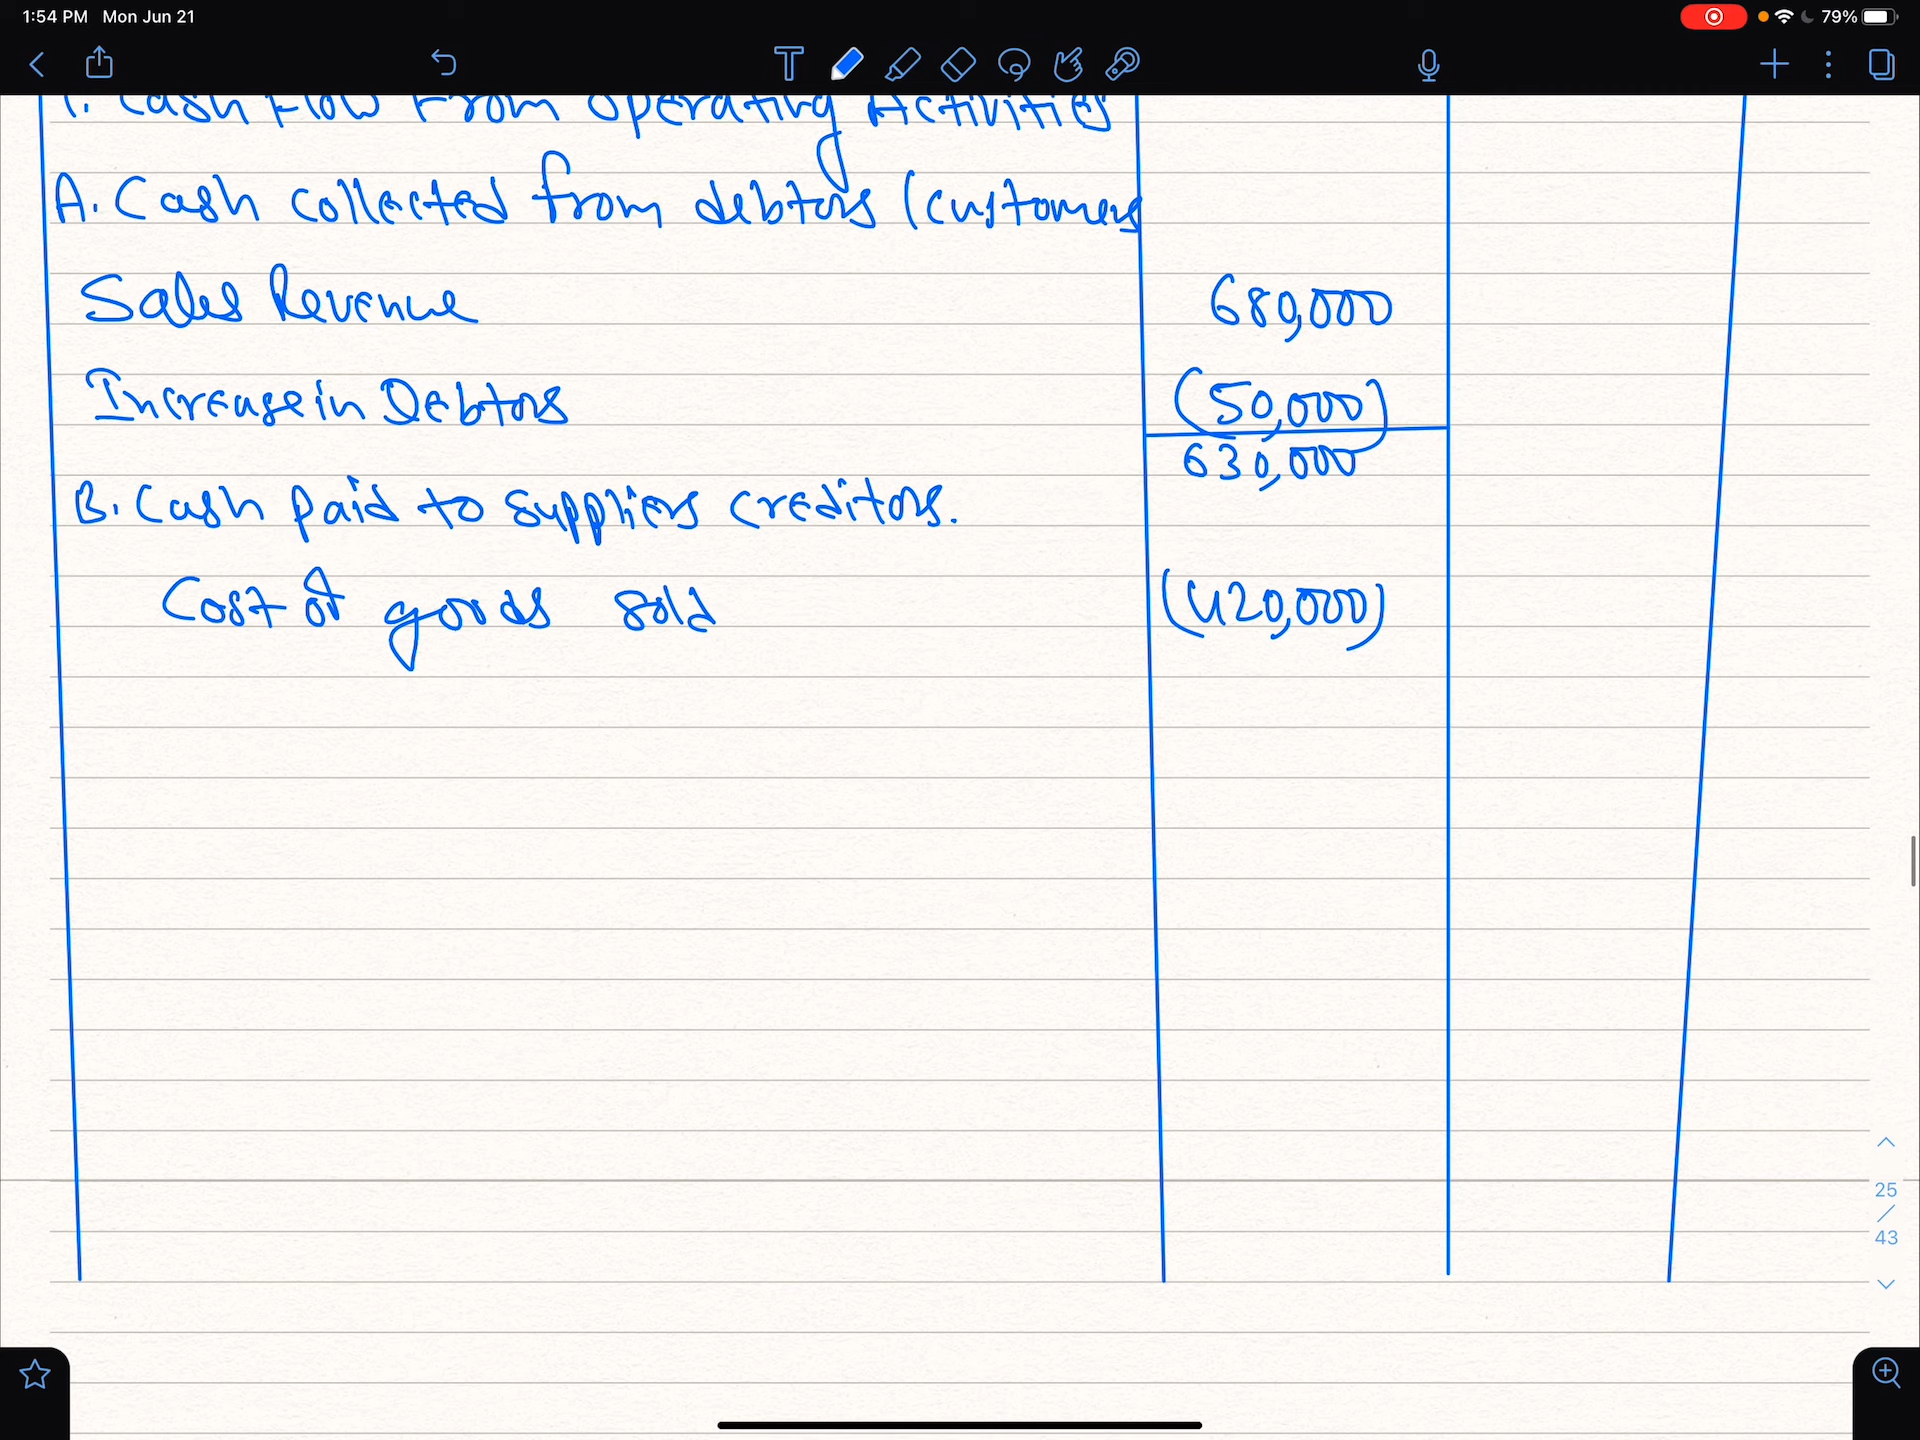 1:54 PM Mon Jun 21
79%
1. Cash Flow From Operating Activities
A. Cash collected from debtors (customers
Sales Revenue 680,000
Increase in Debtors (50,000)
630,000
B. Cash paid to suppliers creditors.
Cost of goods sold (420,000)
25
/
43